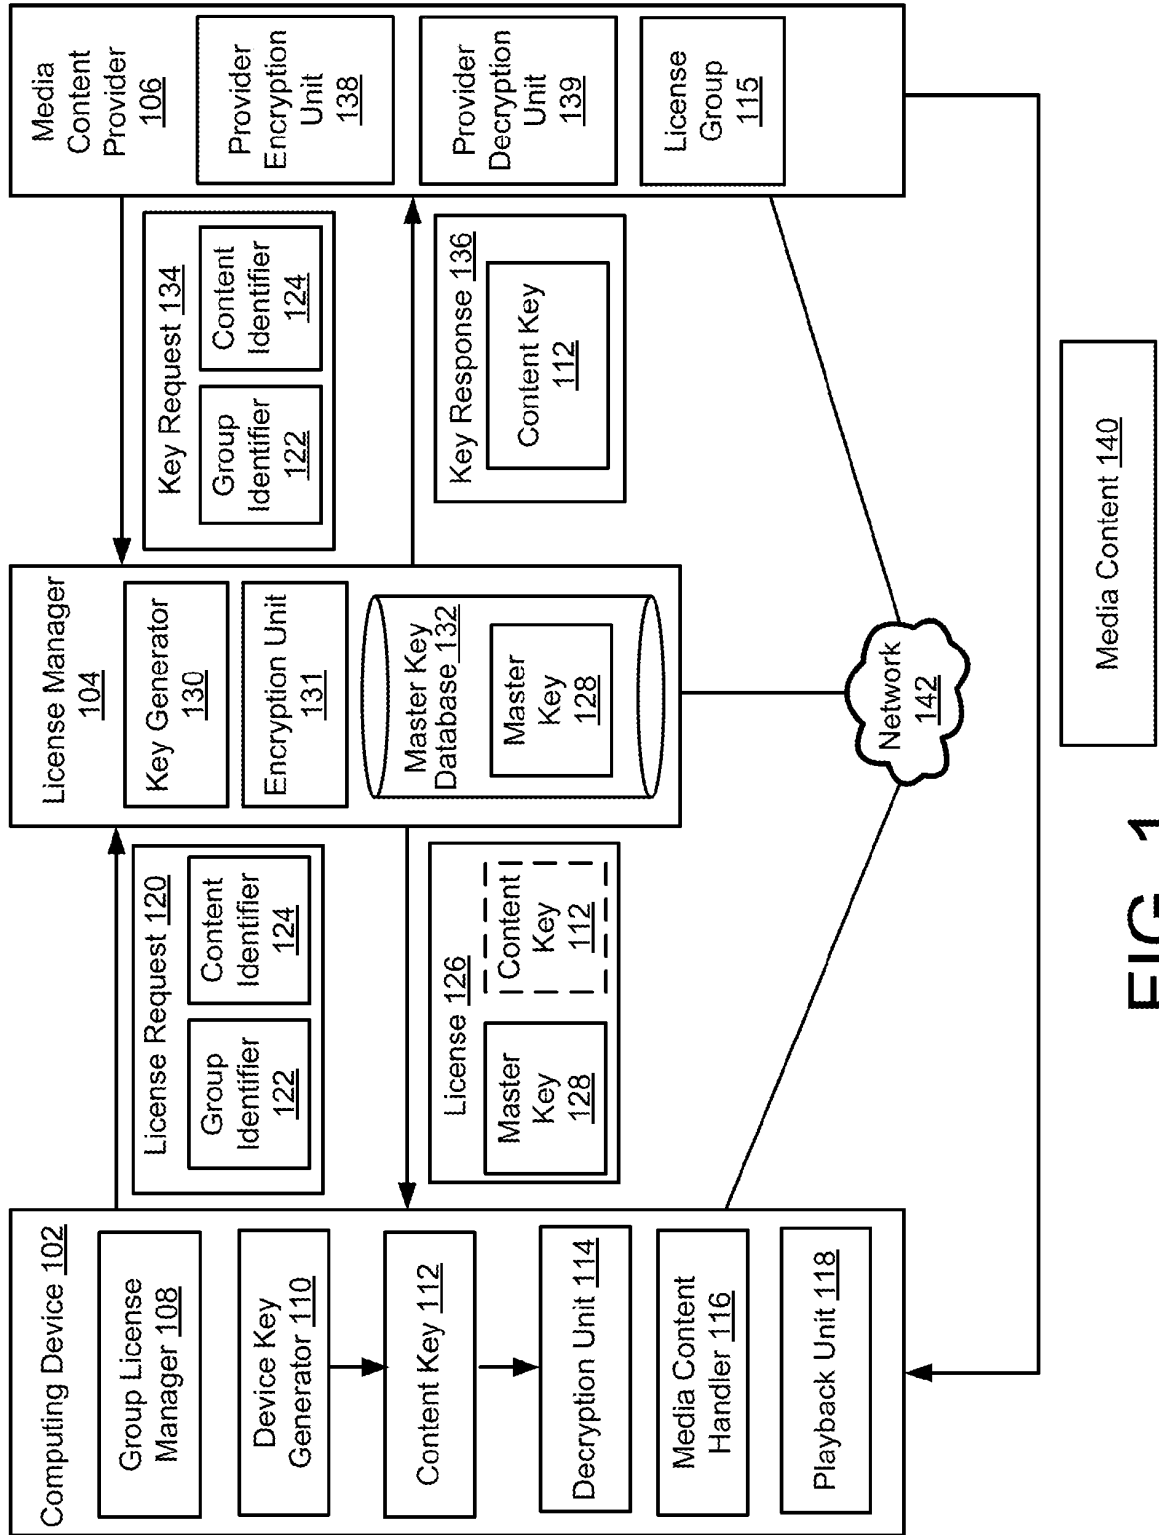 Computing Device 102
Group License
Manager 108
Device Key
Generator 110
Content Key 112
Decryption Unit 114
Media Content
Handler 116
Playback Unit 118
License Request 120
Group
Identifier
122
Content
Identifier
124
License 126
Master
Key
128
Content
Key
112
License Manager
104
Key Generator
130
Encryption Unit
131
Master Key
Database 132
Master
Key
128
Key Request 134
Group
Identifier
122
Content
Identifier
124
Key Response 136
Content Key
112
Media
Content
Provider
106
Provider
Encryption
Unit
138
Provider
Decryption
Unit
139
License
Group
115
Network
142
Media Content 140
FIG. 1